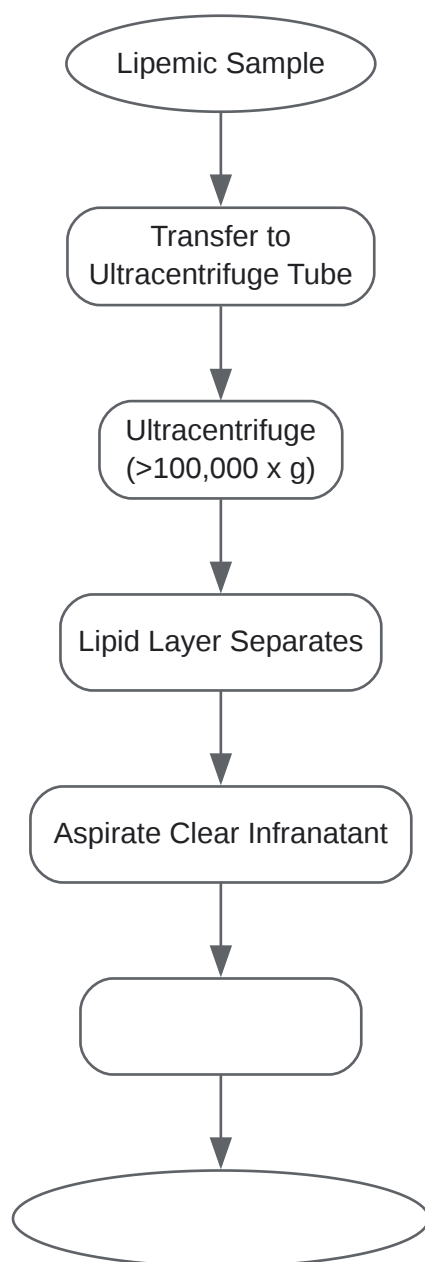 Lipemic Sample
Transfer to
Ultracentrifuge Tube
Ultracentrifuge
(>100,000 x g)
Lipid Layer Separates
Aspirate Clear Infranatant